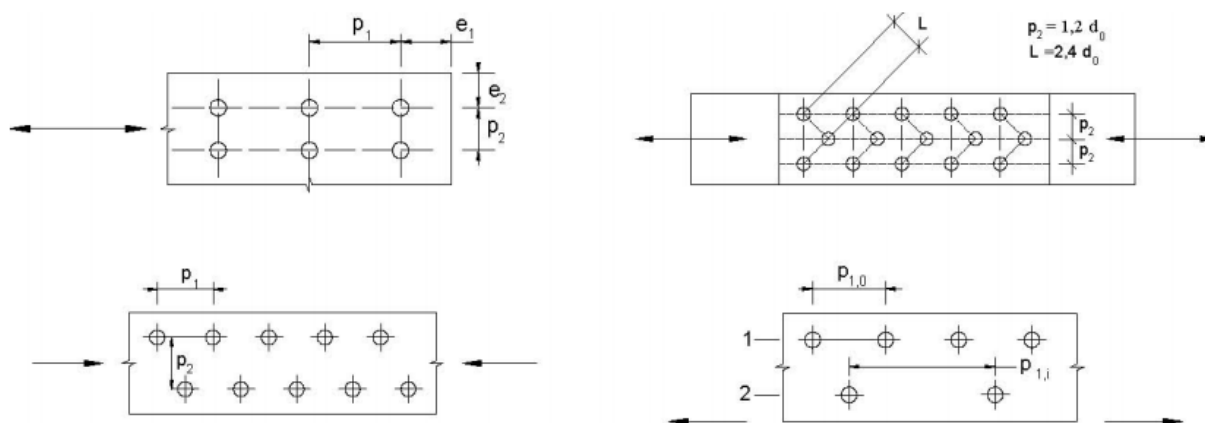 p₁ e₁
e₂
p₂
L
p₂ = 1,2 d₀
L =2,4 d₀
p₂
p₂
p₁
p₂
p₁,₀
1
p₁,ᵢ
2